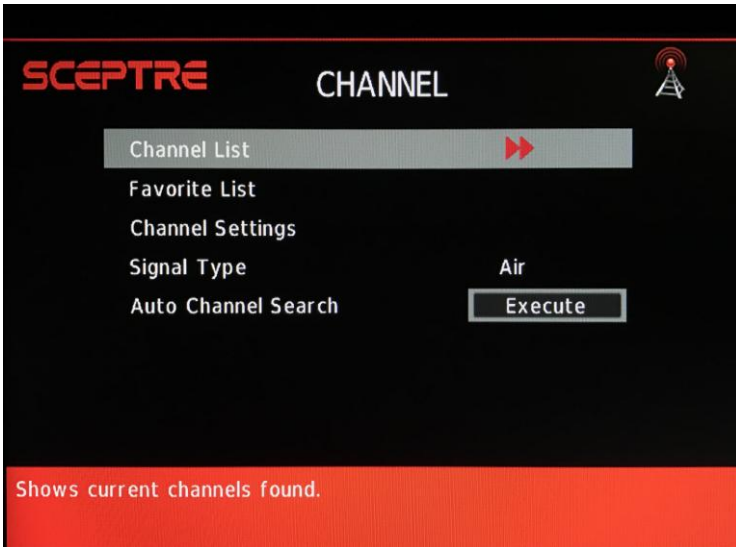 SCEPTRE CHANNEL
Channel List
Favorite List
Channel Settings
Signal Type Air
Auto Channel Search Execute
Shows current channels found.